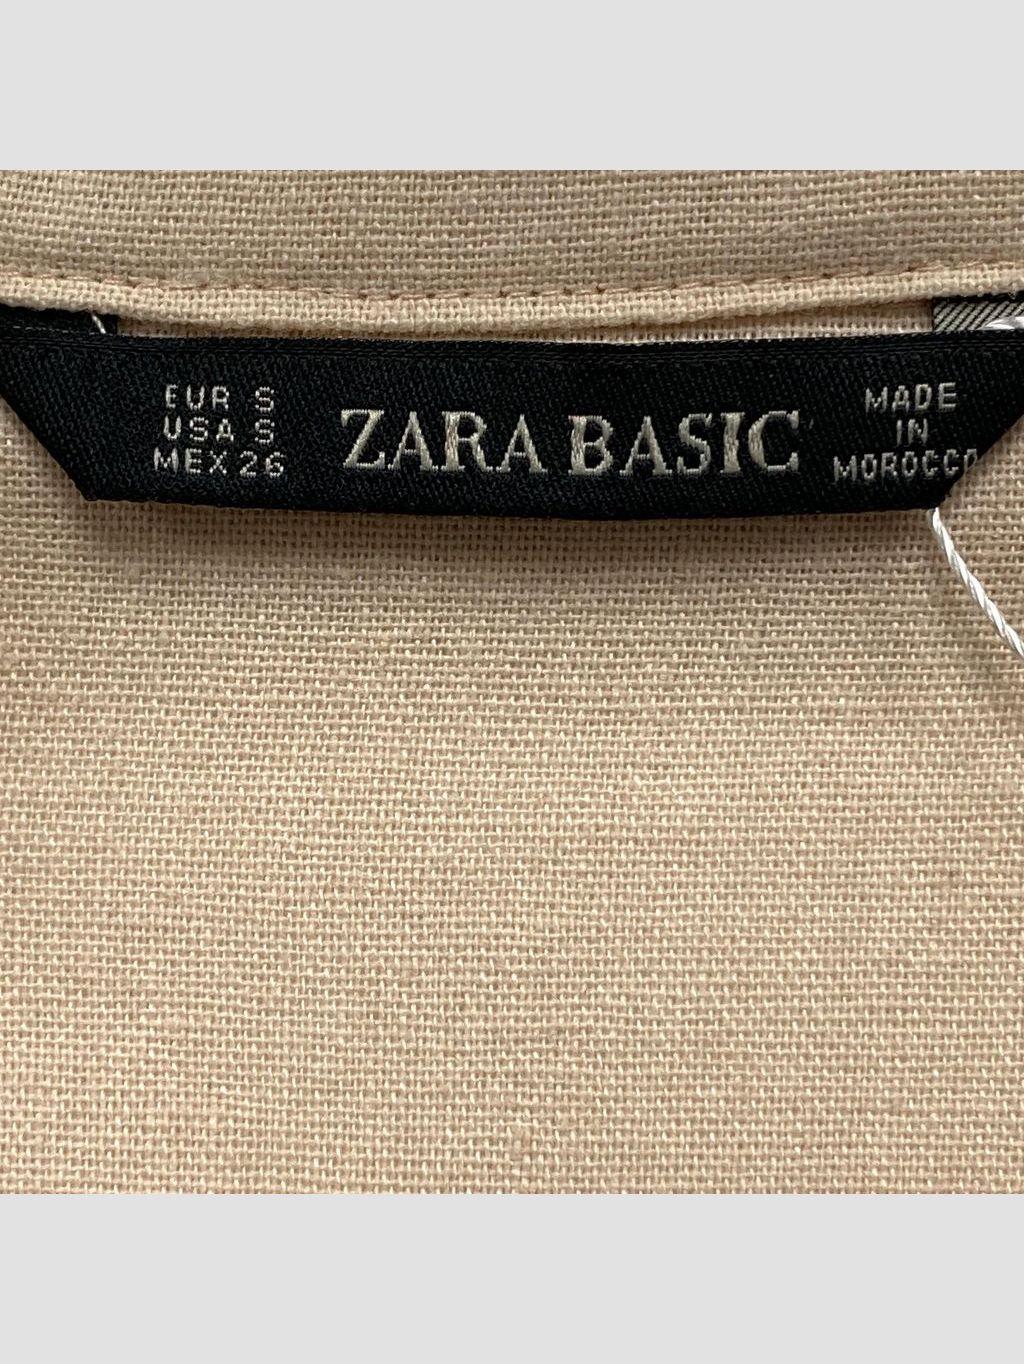 EUR S
USA S
MEX 26
ZARA BASIC
MADE
IN
MOROCCO